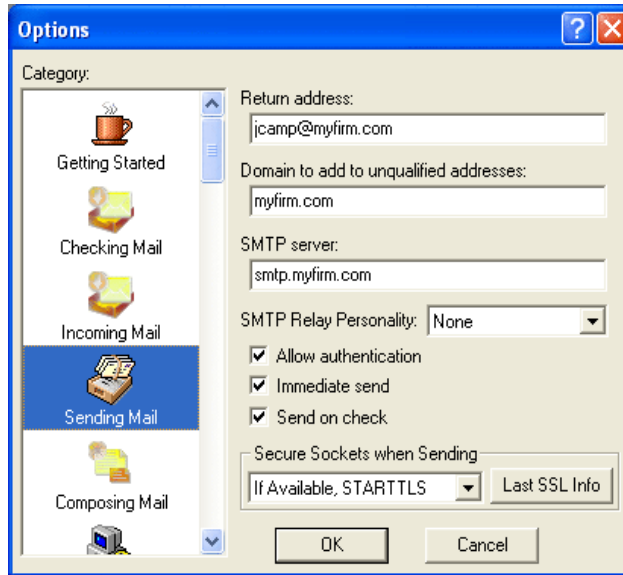 Options
Category:
Getting Started
Checking Mail
Incoming Mail
Sending Mail
Composing Mail
Return address:
jcamp@myfirm.com
Domain to add to unqualified addresses:
myfirm.com
SMTP server:
smtp.myfirm.com
SMTP Relay Personality: None
Allow authentication
Immediate send
Send on check
Secure Sockets when Sending
If Available, STARTTLS Last SSL Info
OK Cancel